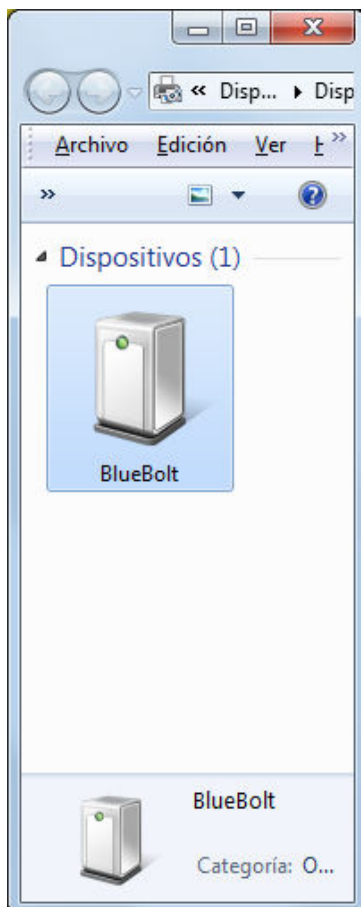 « Disp... ▸ Disp
Archivo Edición Ver »
»
Dispositivos (1)
BlueBolt
BlueBolt
Categoría: O...